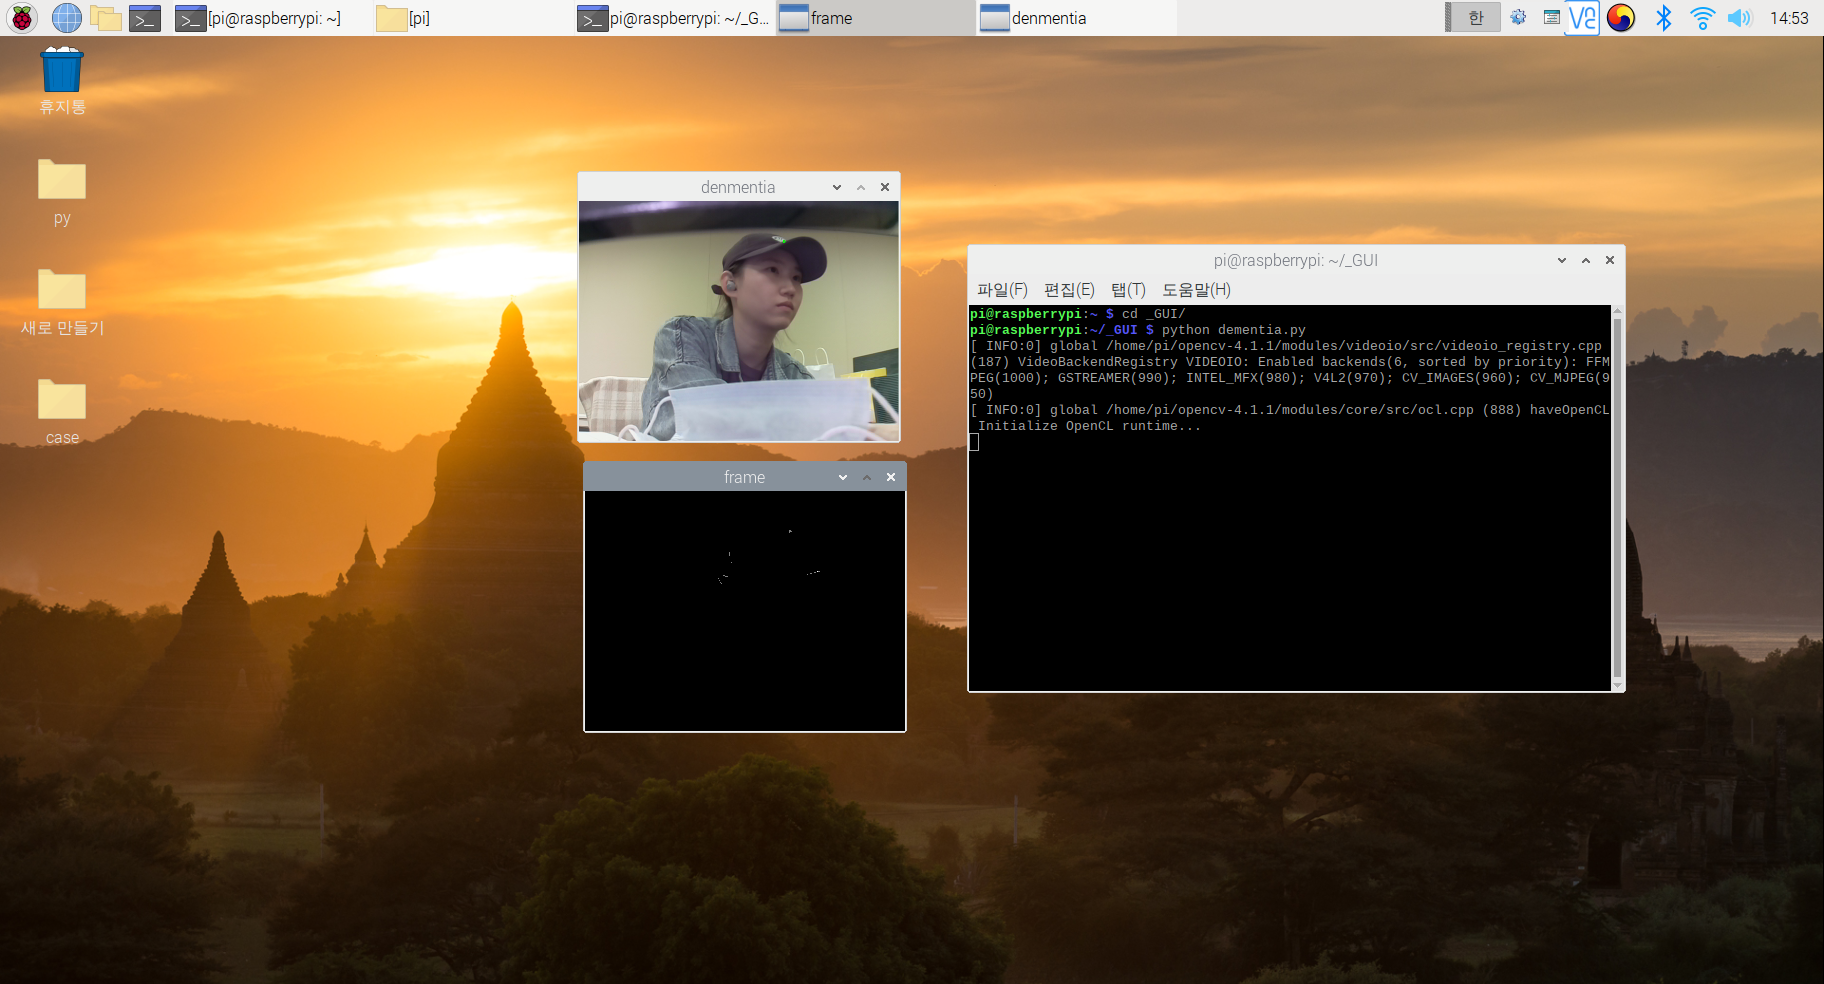 [pi@raspberrypi: ~]
[pi]
pi@raspberrypi: ~/_G...
frame
denmentia
한
14:53
휴지통
py
새로 만들기
case
denmentia
frame
pi@raspberrypi: ~/_GUI
파일(F) 편집(E) 탭(T) 도움말(H)
pi@raspberrypi:~ $ cd _GUI/
pi@raspberrypi:~/_GUI $ python dementia.py
[ INFO:0] global /home/pi/opencv-4.1.1/modules/videoio/src/videoio_registry.cpp
(187) VideoBackendRegistry VIDEOIO: Enabled backends(6, sorted by priority): FFM
PEG(1000); GSTREAMER(990); INTEL_MFX(980); V4L2(970); CV_IMAGES(960); CV_MJPEG(9
50)
[ INFO:0] global /home/pi/opencv-4.1.1/modules/core/src/ocl.cpp (888) haveOpenCL
Initialize OpenCL runtime...